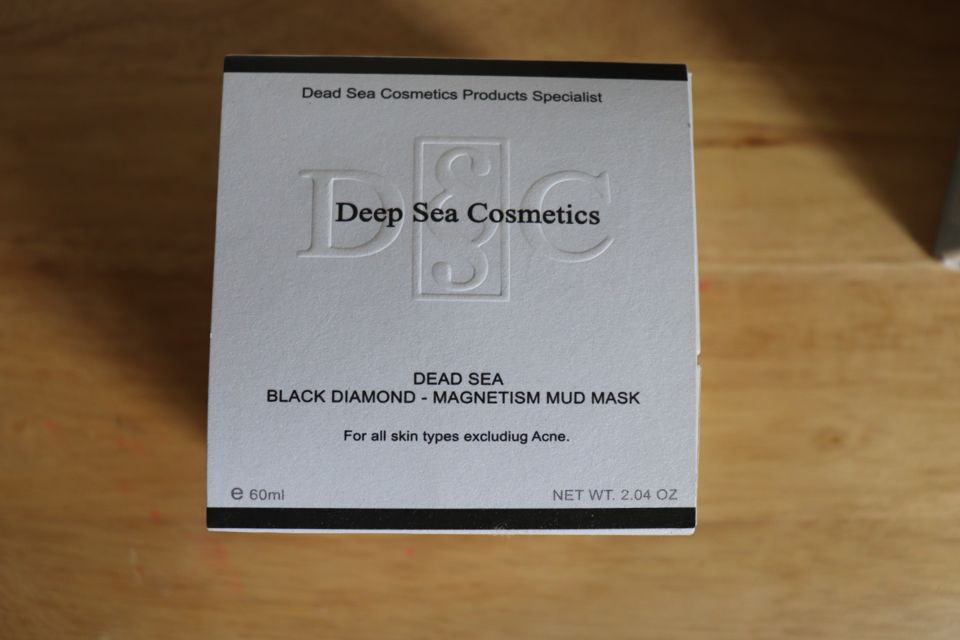 Dead Sea Cosmetics Products Specialist
D S C
Deep Sea Cosmetics
DEAD SEA
BLACK DIAMOND - MAGNETISM MUD MASK
For all skin types excludiug Acne.
e 60ml
NET WT. 2.04 OZ